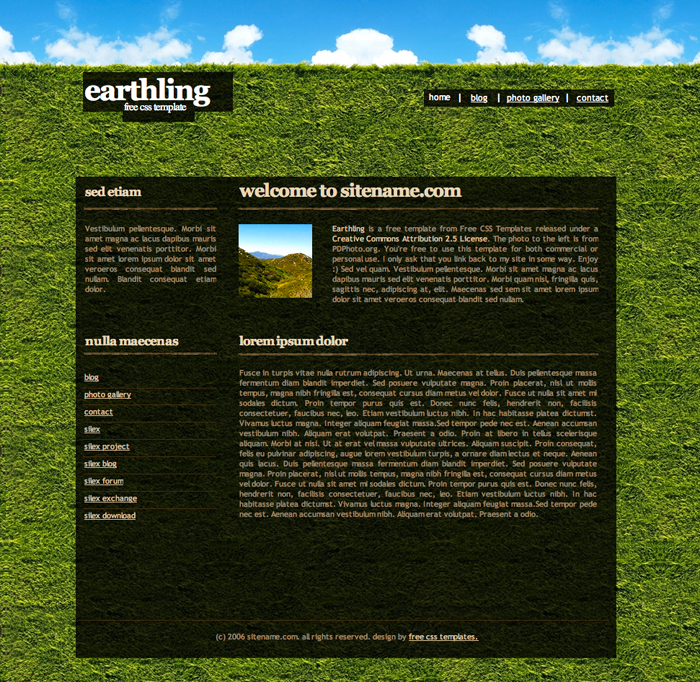 earthling
free css template
home | blog | photo gallery | contact
sed etiam
Vestibulum pellentesque. Morbi sit
amet magna ac lacus dapibus mauris
sed elit venenatis porttitor. Morbi
sit amet lorem ipsum dolor sit amet
veroeros consequat blandit sed
nullam. Blandit consequat etiam
dolor.
nulla maecenas
blog
photo gallery
contact
silex
silex project
silex blog
silex forum
silex exchange
silex download
welcome to sitename.com
Earthling is a free template from Free CSS Templates released under a
Creative Commons Attribution 2.5 License. The photo to the left is from
PDPhoto.org. You're free to use this template for both commercial or
personal use. I only ask that you link back to my site in some way. Enjoy
:) Sed vel quam. Vestibulum pellentesque. Morbi sit amet magna ac lacus
dapibus mauris sed elit venenatis porttitor. Morbi quam nisl, fringilla quis,
sagittis nec, adipiscing at, elit. Maecenas sed sem sit amet lorem ipsum
dolor sit amet veroeros consequat blandit sed nullam.
lorem ipsum dolor
Fusce in turpis vitae nulla rutrum adipiscing. Ut urna. Maecenas at tellus. Duis pellentesque massa
fermentum diam blandit imperdiet. Sed posuere vulputate magna. Proin placerat, nisl ut mollis
tempus, magna nibh fringilla est, consequat cursus diam metus vel dolor. Fusce ut nulla sit amet mi
sodales dictum. Proin tempor purus quis est. Donec nunc felis, hendrerit non, facilisis
consectetuer, faucibus nec, leo. Etiam vestibulum luctus nibh. In hac habitasse platea dictumst.
Vivamus luctus magna. Integer aliquam feugiat massa.Sed tempor pede nec est. Aenean accumsan
vestibulum nibh. Aliquam erat volutpat. Praesent a odio. Proin at libero in tellus scelerisque
aliquam. Morbi at nisl. Ut at erat vel massa vulputate ultrices. Aliquam suscipit. Proin consequat,
felis eu pulvinar adipiscing, augue lorem vestibulum turpis, a ornare diam lectus et neque. Aenean
quis lacus. Duis pellentesque massa fermentum diam blandit imperdiet. Sed posuere vulputate
magna. Proin placerat, nisl ut mollis tempus, magna nibh fringilla est, consequat cursus diam metus
vel dolor. Fusce ut nulla sit amet mi sodales dictum. Proin tempor purus quis est. Donec nunc felis,
hendrerit non, facilisis consectetuer, faucibus nec, leo. Etiam vestibulum luctus nibh. In hac
habitasse platea dictumst. Vivamus luctus magna. Integer aliquam feugiat massa.Sed tempor pede
nec est. Aenean accumsan vestibulum nibh. Aliquam erat volutpat. Praesent a odio.
(c) 2006 sitename.com. all rights reserved. design by free css templates.